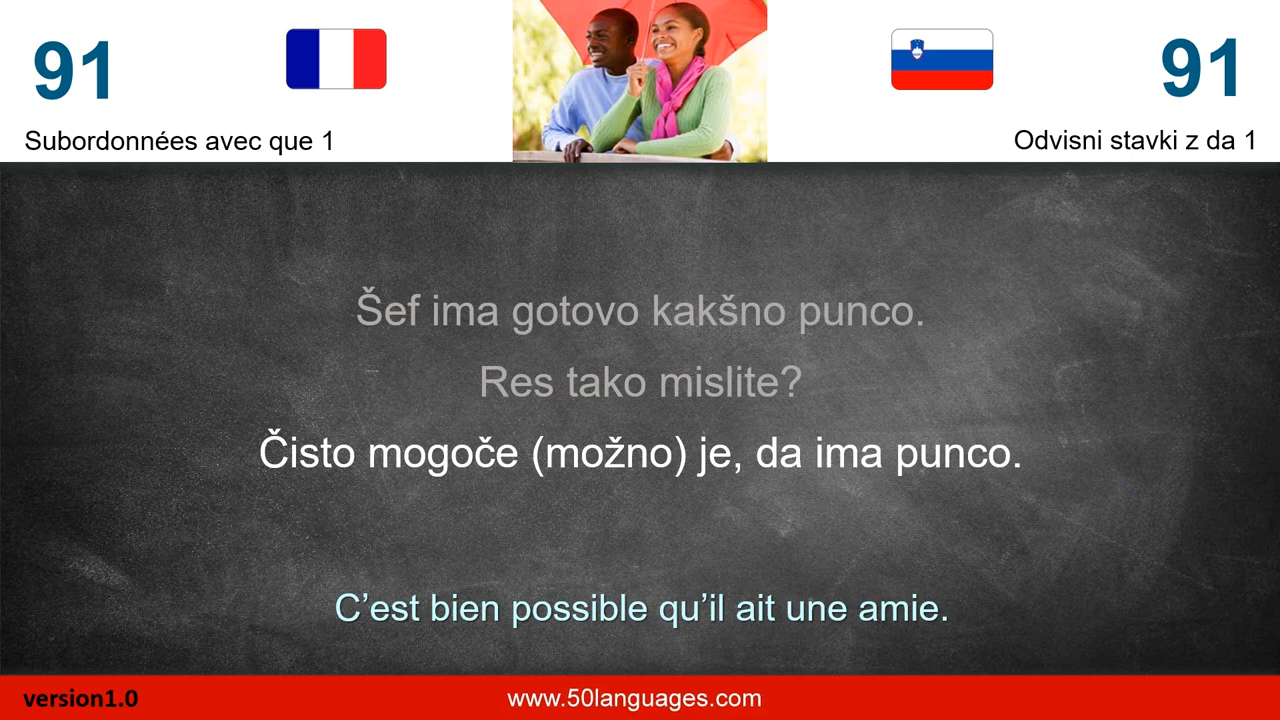 91
91
Subordonnées avec que 1
Odvisni stavki z da 1
Šef ima gotovo kakšno punco.
Res tako mislite?
Čisto mogoče (možno) je, da ima punco.
C’est bien possible qu’il ait une amie.
version1.0
www.50languages.com